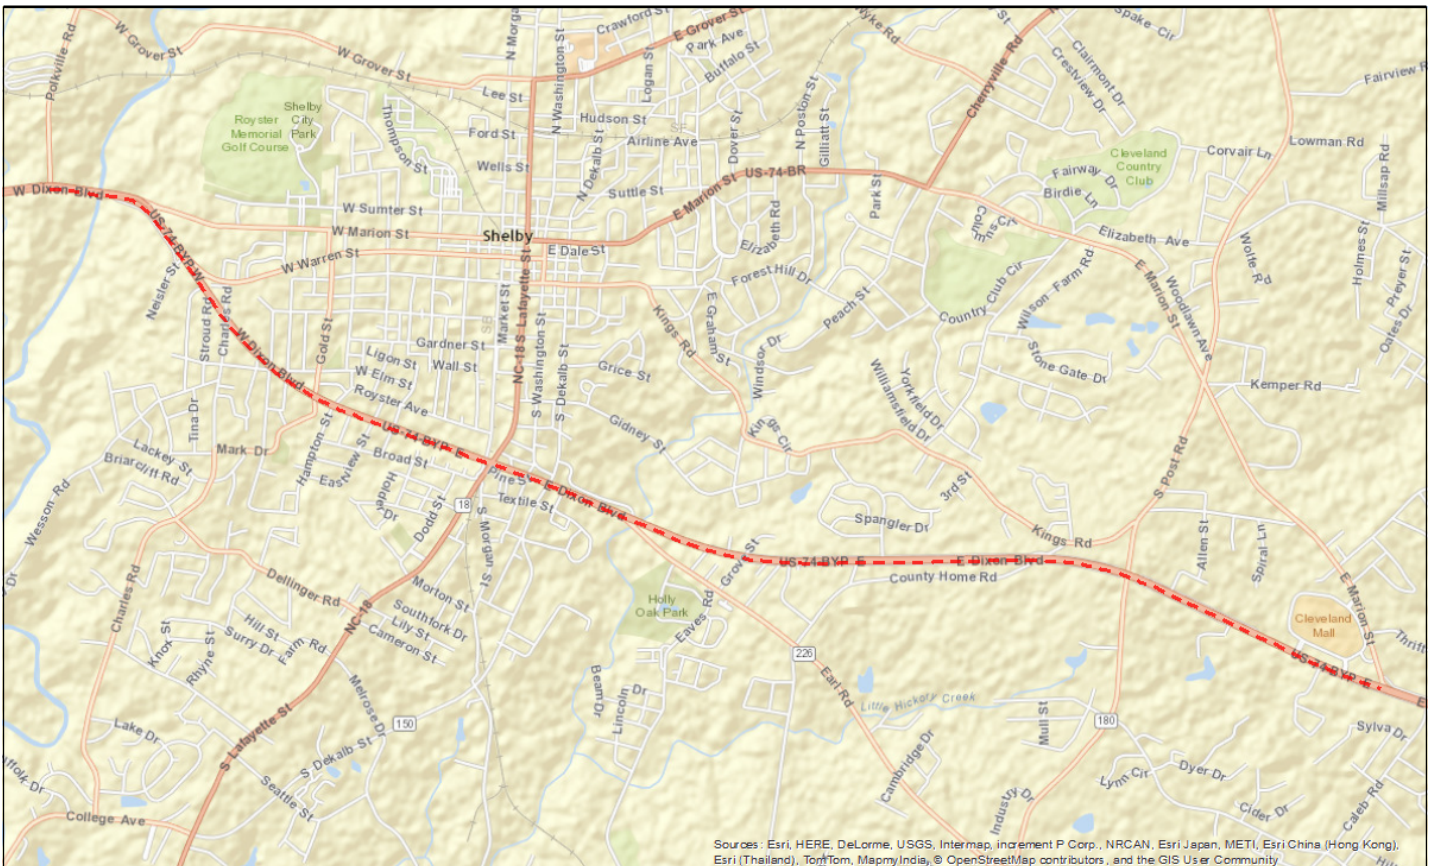 W Grover St
N Morga
Crawford St
E Grover St
Wyke Rd
Spake Cir
Polkville Rd
W Grover St
Logan St
Park Ave
Buffalo St
Clairmont Dr
Crestview Dr
Cherryville Rd
Fairview R
Lee St
N Washington St
Hudson St
Airline Ave
Dover St
N Poston St
Gilliatt St
Shelby
City
Park
Royster
Memorial
Golf Course
Thompson St
Ford St
Wells St
N Dekalb St
Suttle St
E Marion St
US-74-BR
Park St
Cleveland
Country
Club
Corvair Ln
Lowman Rd
Millsap Rd
Fairway Dr
Birdie Ln
W Dixon Blvd
W Sumter St
W Marion St
Shelby
E Dale St
Elizabeth Rd
Elizabeth Ave
US-74-BYP W
W Warren St
Forest Hill Dr
Peach St
Country Club Cir
Wilson Farm Rd
E Marion St
Woodlawn Ave
Wolfe Rd
Holmes St
Preyer St
Oates Dr
Neisler St
Stroud Rd
Charles Rd
Gold St
Market St
NC-18 S Lafayette St
S Washington St
S Dekalb St
Kings Rd
E Graham St
Windsor Dr
W Dixon Blvd
Gardner St
Ligon St
Wall St
W Elm St
Royster Ave
Grice St
Gidney St
Kings Cir
Williamsfield Dr
Yorkfield Dr
Stone Gate Dr
Kemper Rd
Tina Dr
Mark Dr
Hampton St
Eastview St
US-74-BYP E
Broad St
Holder Dr
Dodd St
Lackey St
Briarcliff Rd
Wesson Rd
18
Pine St
Textile St
E Dixon Blvd
S Morgan St
3rd St
Spangler Dr
Kings Rd
S Post Rd
Allen St
Spiral Ln
US-74-BYP E
E Dixon Blvd
County Home Rd
Grove St
Eaves Rd
Holly
Oak Park
Charles Rd
Dellinger Rd
Morton St
Southfork Dr
Lily St
Cameron St
NC-18
Hill St
Surry Dr
Farm Rd
Knox St
Rhyne St
Melrose Dr
Cleveland
Mall
E Marion St
Thrift
US-74-BYP E
226
Earl Rd
Beam Dr
Lincoln Dr
Little Hickory Creek
Mull St
180
Sylva Dr
Lake Dr
S Lafayette St
150
S Dekalb St
Seattle St
College Ave
Cambridge Dr
Industry Dr
Lynn Cir
Dyer Dr
Cider Dr
Caleb Rd
Sources: Esri, HERE, DeLorme, USGS, Intermap, increment P Corp., NRCAN, Esri Japan, METI, Esri China (Hong Kong),
Esri (Thailand), TomTom, MapmyIndia, © OpenStreetMap contributors, and the GIS User Community